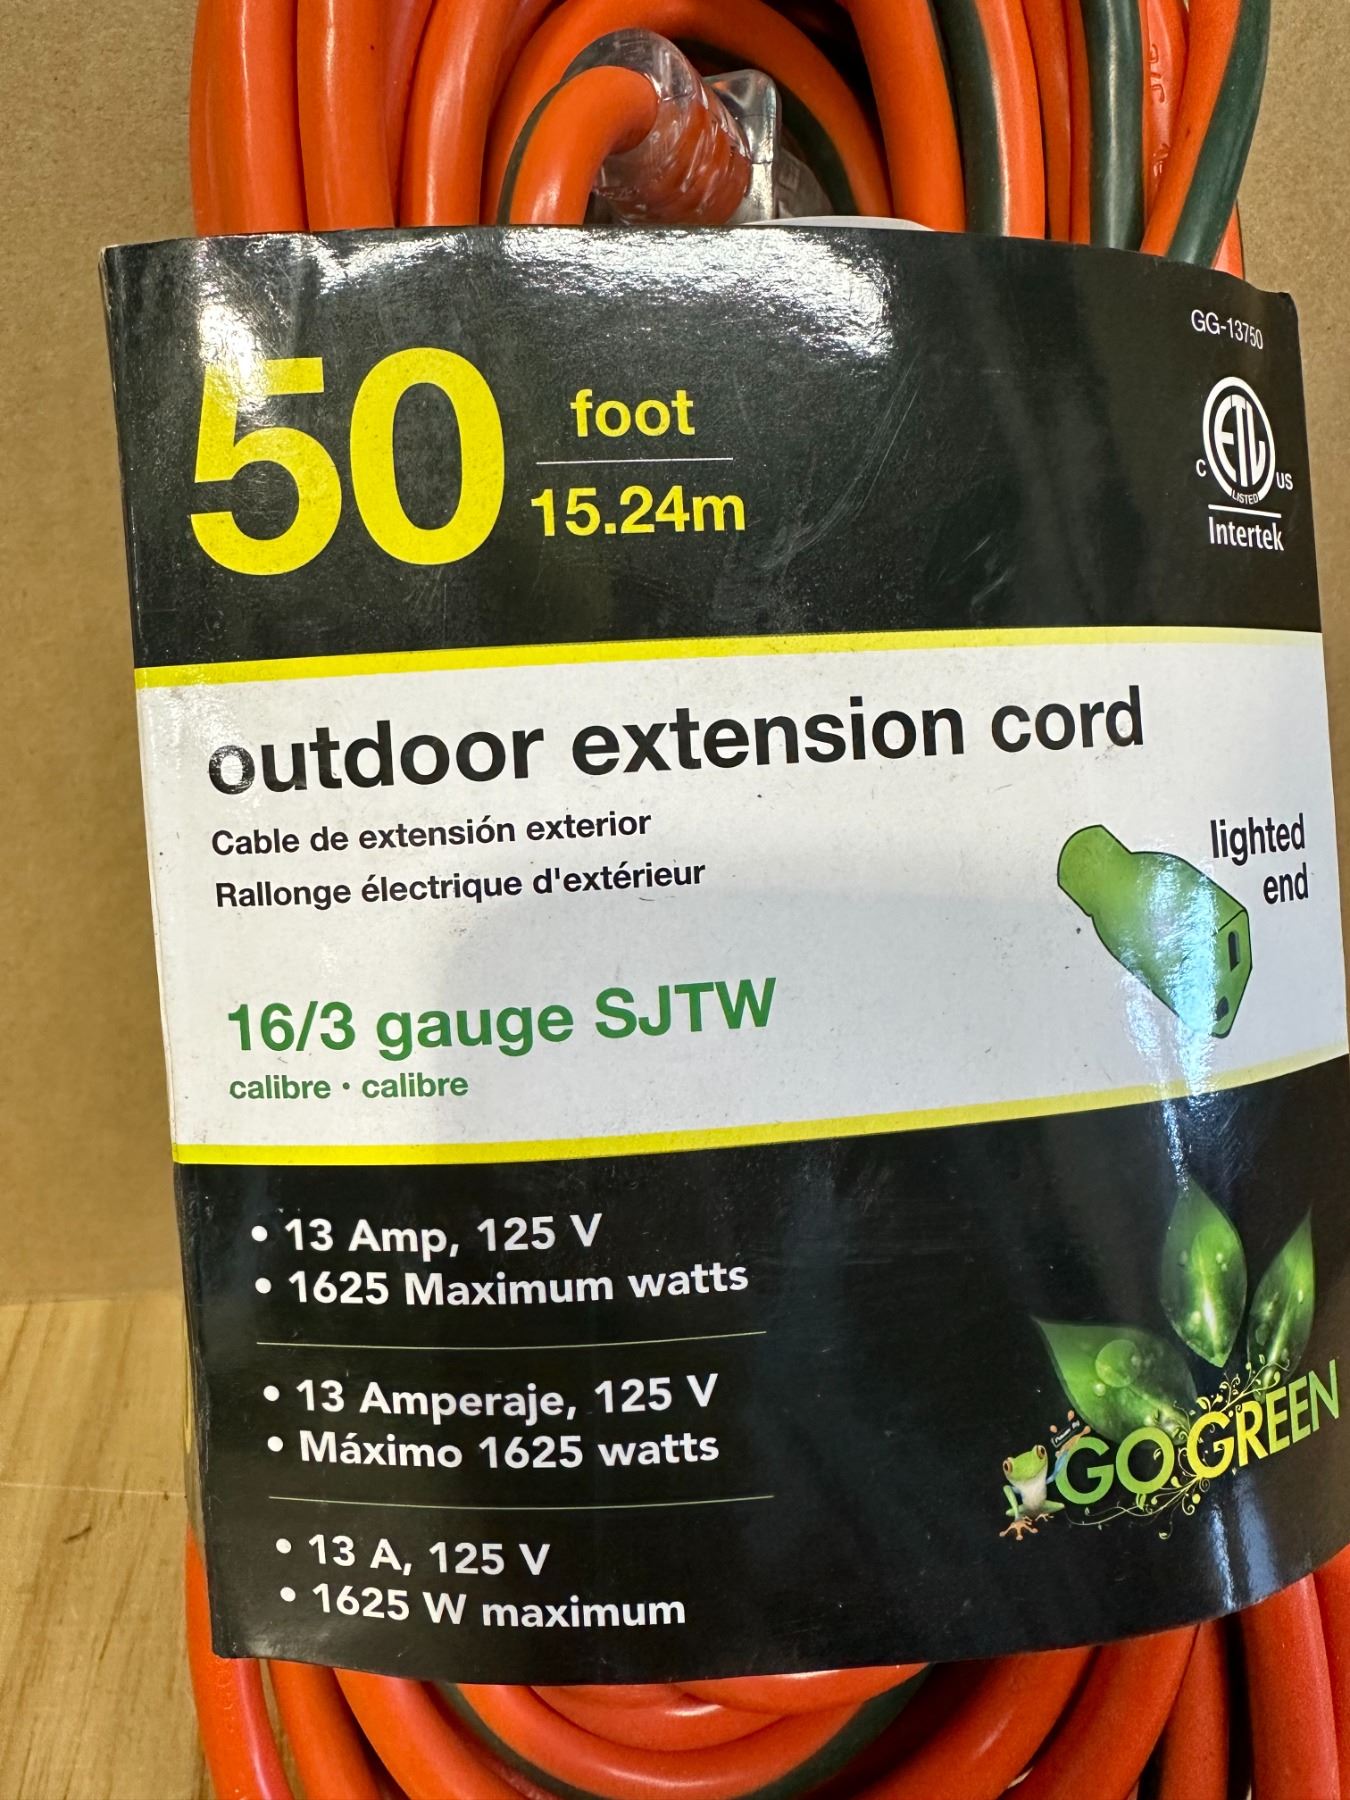 GG-13750
50 foot
15.24m
C ETL US
LISTED
Intertek
outdoor extension cord
Cable de extensión exterior
Rallonge électrique d'extérieur
lighted
end
16/3 gauge SJTW
calibre • calibre
• 13 Amp, 125 V
• 1625 Maximum watts
• 13 Amperaje, 125 V
• Máximo 1625 watts
• 13 A, 125 V
• 1625 W maximum
GO GREEN